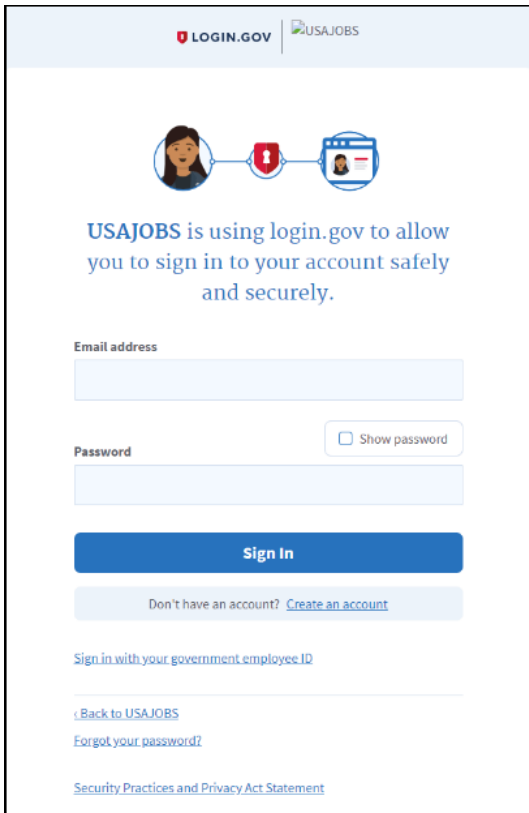 LOGIN.GOV USAJOBS
USAJOBS is using login.gov to allow
you to sign in to your account safely
and securely.
Email address
Show password
Password
Sign In
Don't have an account? Create an account
Sign in with your government employee ID
‹ Back to USAJOBS
Forgot your password?
Security Practices and Privacy Act Statement